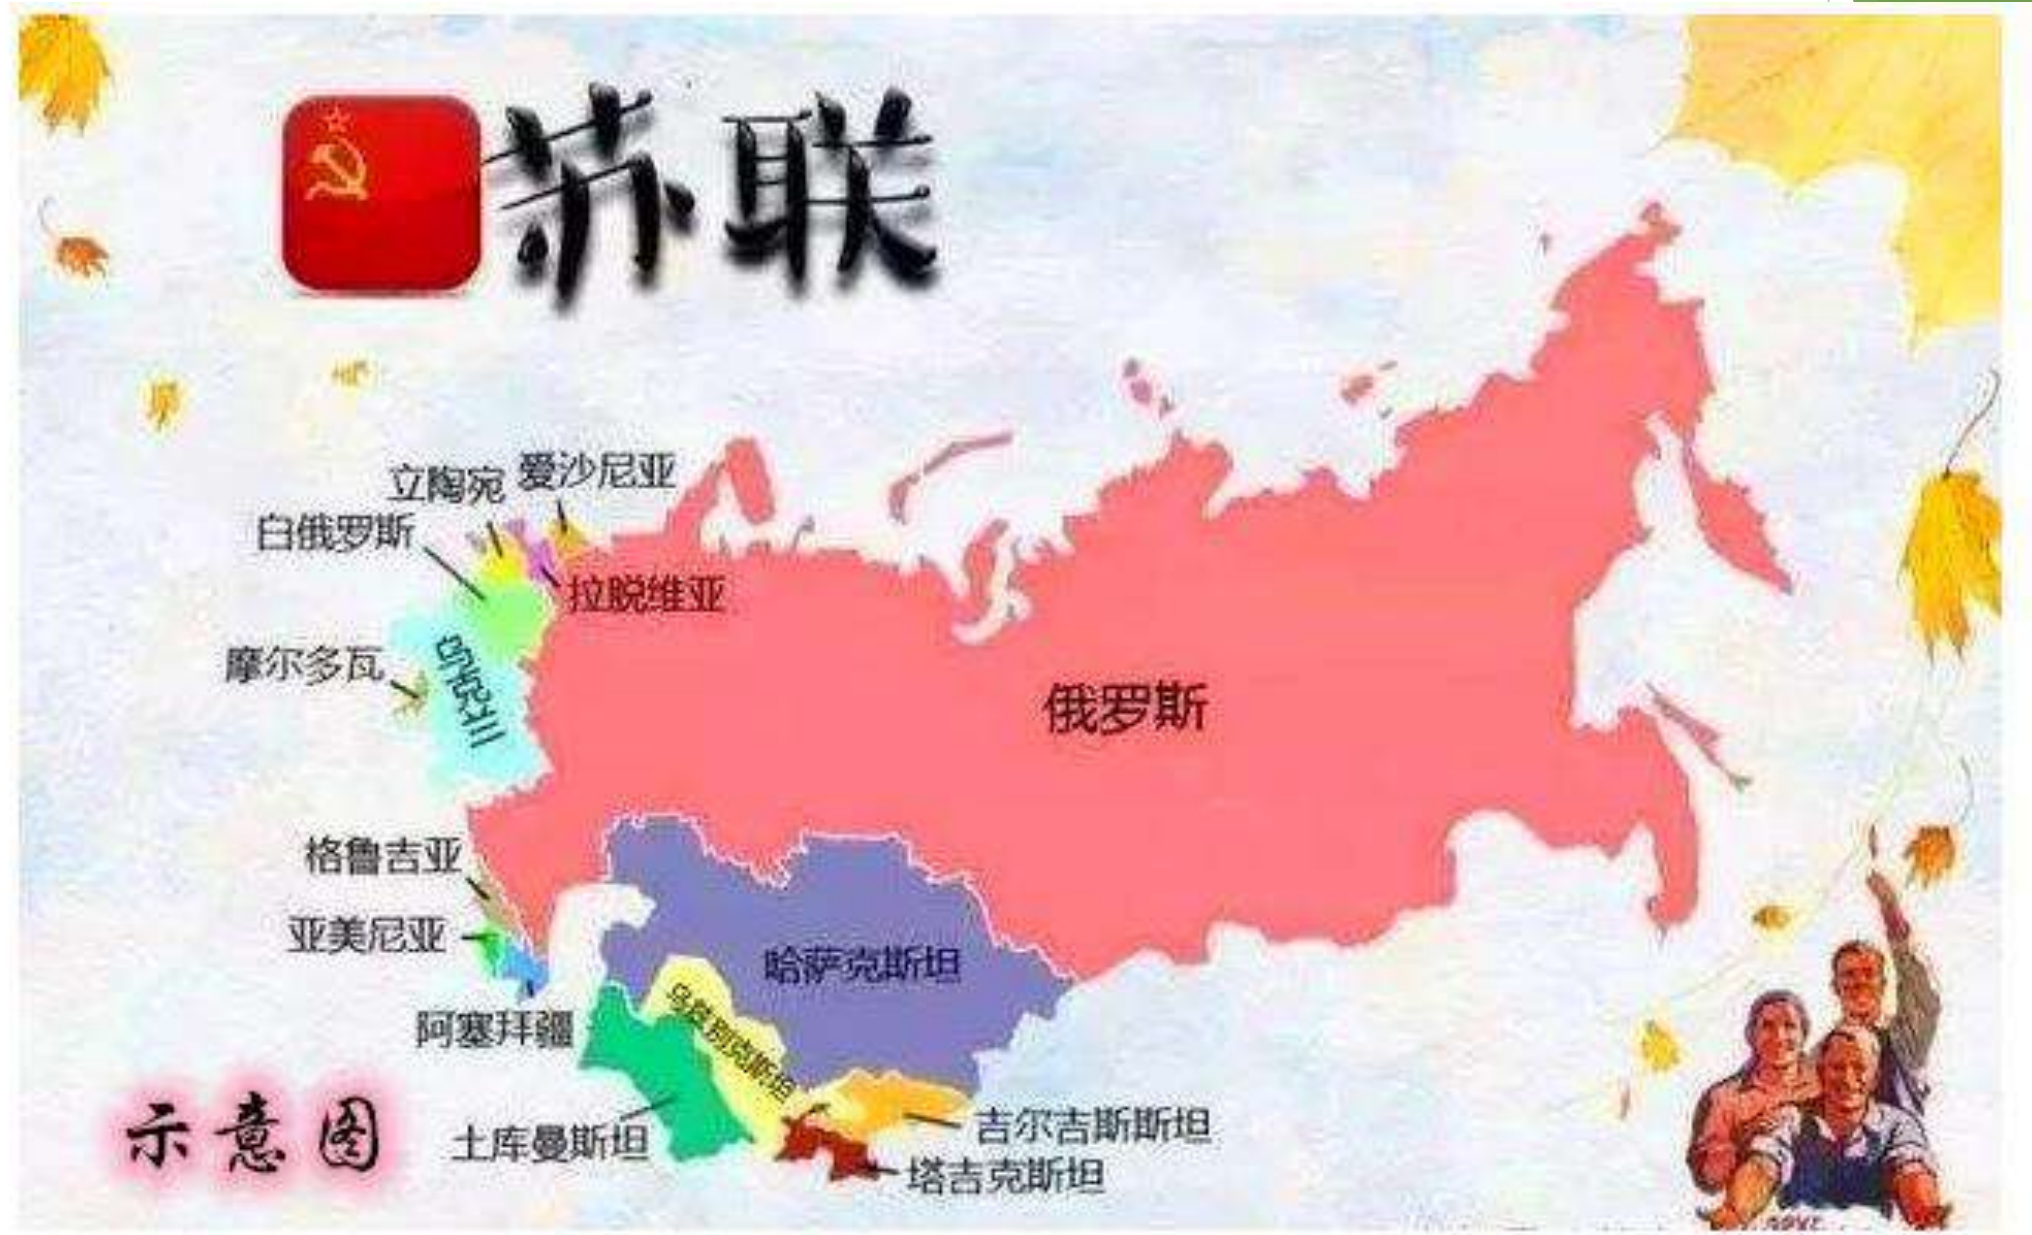 苏联
立陶宛
爱沙尼亚
白俄罗斯
拉脱维亚
摩尔多瓦
乌克兰
俄罗斯
格鲁吉亚
亚美尼亚
哈萨克斯坦
乌兹别克斯坦
阿塞拜疆
吉尔吉斯斯坦
土库曼斯坦
塔吉克斯坦
示意图